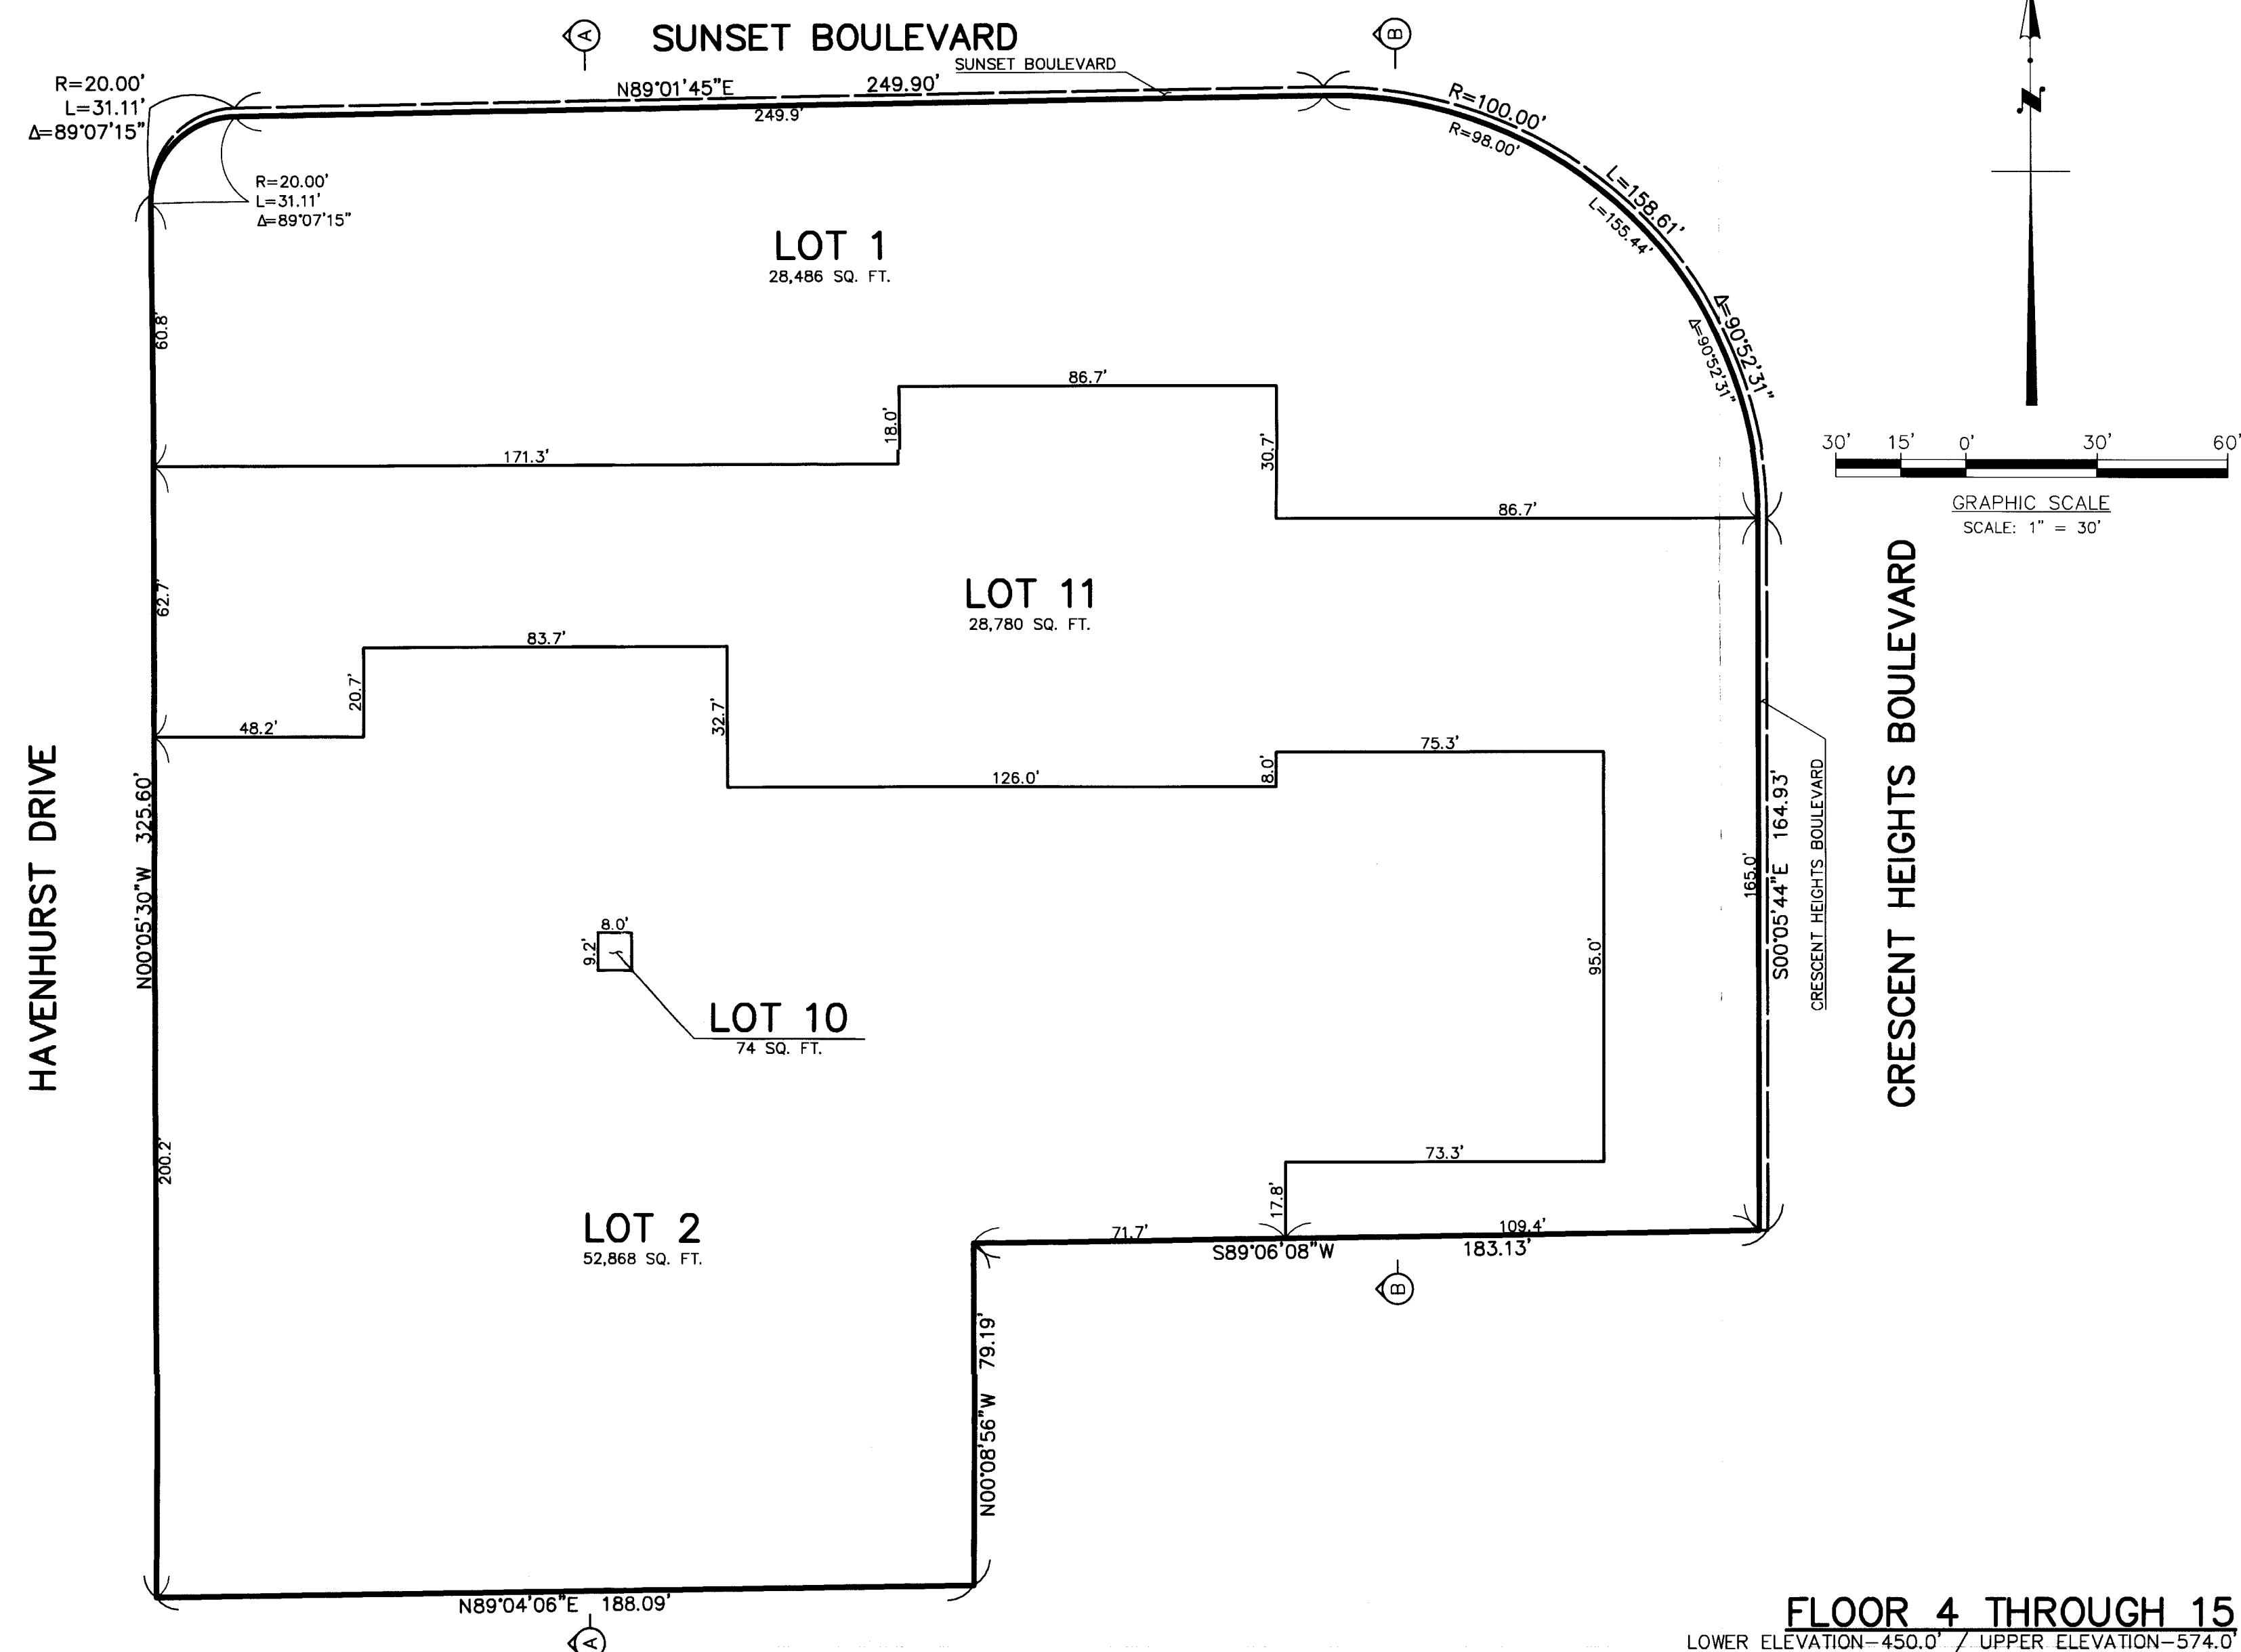 A
SUNSET BOULEVARD
B
SUNSET BOULEVARD
R=20.00'
L=31.11'
Δ=89°07'15"
N89°01'45"E 249.90'
249.9'
R=100.00'
R=98.00'
R=20.00'
L=31.11'
Δ=89°07'15"
L=158.61'
L=155.44'
Δ=90°52'31"
Δ=90°52'31"
N
LOT 1
28,486 SQ. FT.
60.8'
86.7'
18.0'
30.7'
171.3'
86.7'
30' 15' 0' 30' 60'
GRAPHIC SCALE
SCALE: 1" = 30'
LOT 11
28,780 SQ. FT.
62.7'
83.7'
20.7'
32.7'
48.2'
75.3'
8.0'
126.0'
HAVENHURST DRIVE
N00°05'30"W 325.60'
8.0'
9.2'
LOT 10
74 SQ. FT.
95.0'
165.0'
S00°05'44"E 164.93'
CRESCENT HEIGHTS BOULEVARD
CRESCENT HEIGHTS BOULEVARD
200.2'
73.3'
17.8'
LOT 2
52,868 SQ. FT.
71.7'
109.4'
S89°06'08"W 183.13'
B
N00°08'56"W 79.19'
N89°04'06"E 188.09'
A
FLOOR 4 THROUGH 15
LOWER ELEVATION-450.0' / UPPER ELEVATION-574.0'